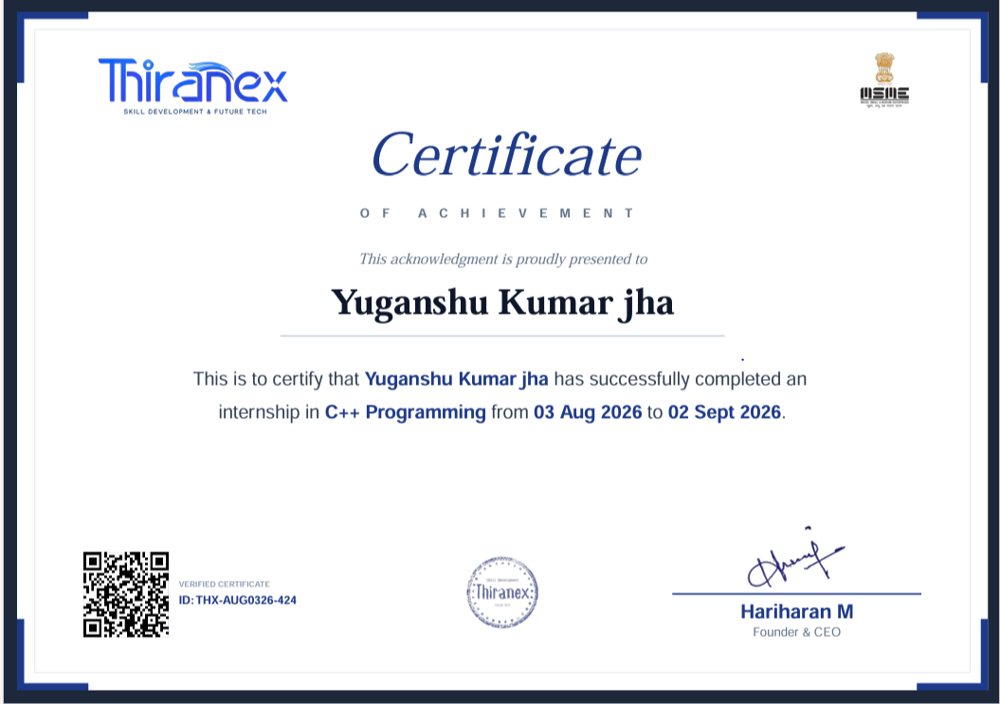 Thiranex
SKILL DEVELOPMENT & FUTURE TECH
MSME
Certificate
OF ACHIEVEMENT
This acknowledgment is proudly presented to
Yuganshu Kumar jha
This is to certify that Yuganshu Kumar jha has successfully completed an
internship in C++ Programming from 03 Aug 2026 to 02 Sept 2026.
VERIFIED CERTIFICATE
ID: THX-AUG0326-424
Skill Development
Thiranex
Hariharan M
Founder & CEO